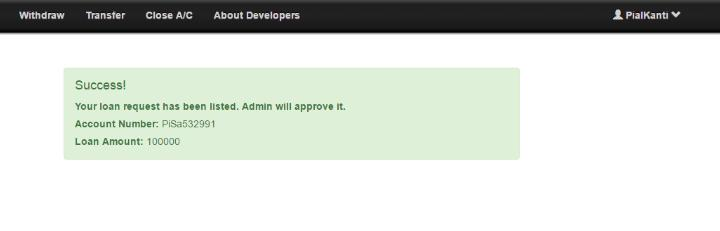 Withdraw Transfer Close A/C About Developers PialKanti
Success!
Your loan request has been listed. Admin will approve it.
Account Number: PiSa532991
Loan Amount: 100000